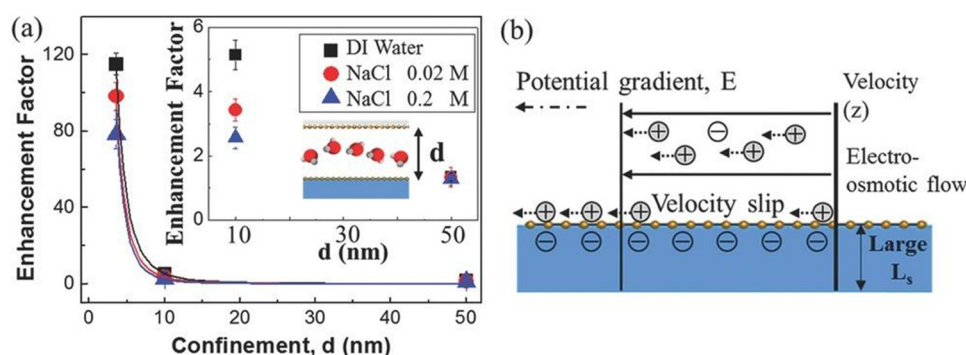 (a)
Enhancement Factor
120
80
40
0
0
10
20
30
40
50
Confinement, d (nm)
Enhancement Factor
6
4
2
0
10
30
50
d (nm)
DI Water
NaCl 0.02 M
NaCl 0.2 M
d
(b)
Potential gradient, E
Velocity
(z)
Electro-
osmotic flow
Velocity slip
Large
Ls